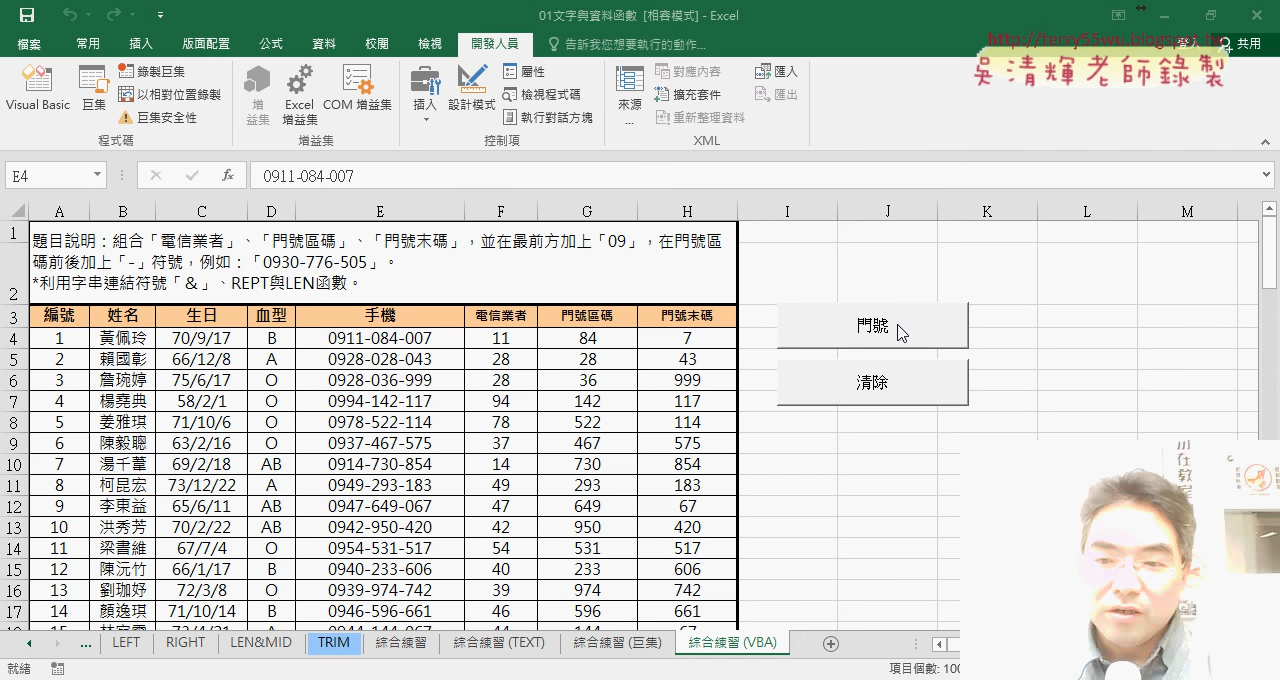 01文字與資料函數 [相容模式] - Excel
檔案 常用 插入 版面配置 公式 資料 校閱 檢視 開發人員 告訴我您想要執行的動作... 登入 共用
http://terry55wu.blogspot.tw
吳清輝老師錄製
Visual Basic 巨集 錄製巨集 以相對位置錄製 巨集安全性
增益集 Excel 增益集 COM 增益集
插入 設計模式 屬性 檢視程式碼 執行對話方塊
來源... 對應內容 擴充套件 重新整理資料 匯入 匯出
程式碼 增益集 控制項 XML
E4 fx 0911-084-007
A B C D E F G H I J K L M
1
2
題目說明：組合「電信業者」、「門號區碼」、「門號末碼」，並在最前方加上「09」，在門號區
碼前後加上「-」符號，例如：「0930-776-505」。
*利用字串連結符號「&」、REPT與LEN函數。
3 編號 姓名 生日 血型 手機 電信業者 門號區碼 門號末碼
4 1 黃佩玲 70/9/17 B 0911-084-007 11 84 7
5 2 賴國彰 66/12/8 A 0928-028-043 28 28 43
6 3 詹琬婷 75/6/17 O 0928-036-999 28 36 999
7 4 楊堯典 58/2/1 O 0994-142-117 94 142 117
8 5 姜雅琪 71/10/6 O 0978-522-114 78 522 114
9 6 陳毅聰 63/2/16 O 0937-467-575 37 467 575
10 7 湯千葦 69/2/18 AB 0914-730-854 14 730 854
11 8 柯昆宏 73/12/22 A 0949-293-183 49 293 183
12 9 李東益 65/6/11 AB 0947-649-067 47 649 67
13 10 洪秀芳 70/2/22 AB 0942-950-420 42 950 420
14 11 梁書維 67/7/4 O 0954-531-517 54 531 517
15 12 陳沅竹 66/1/17 B 0940-233-606 40 233 606
16 13 劉珈妤 72/3/8 O 0939-974-742 39 974 742
17 14 顏逸琪 71/10/14 B 0946-596-661 46 596 661
門號
清除
... LEFT RIGHT LEN&MID TRIM 綜合練習 綜合練習 (TEXT) 綜合練習 (巨集) 綜合練習 (VBA)
就緒 項目個數: 100